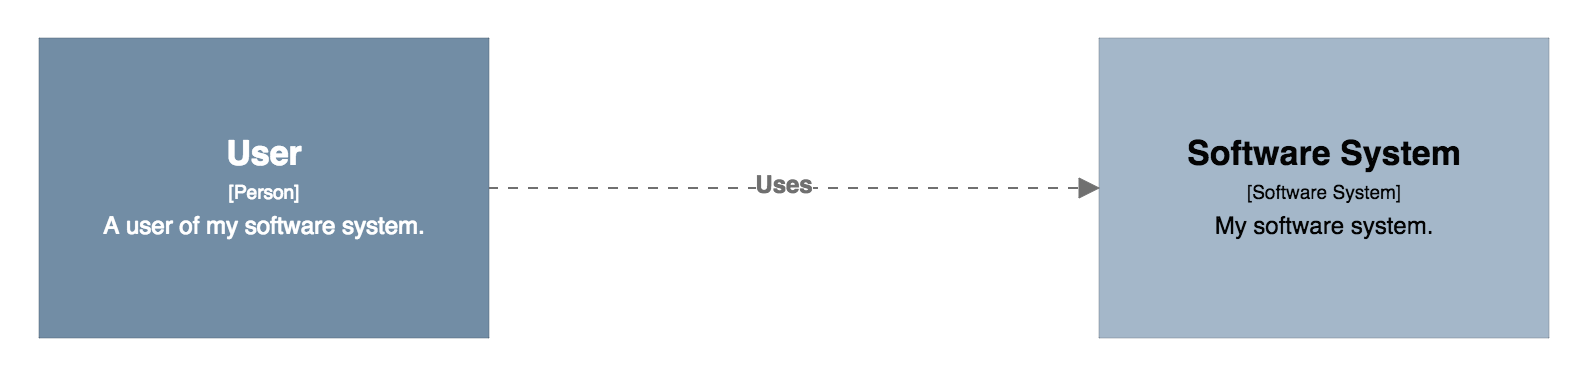 User
[Person]
A user of my software system.
Uses
Software System
[Software System]
My software system.